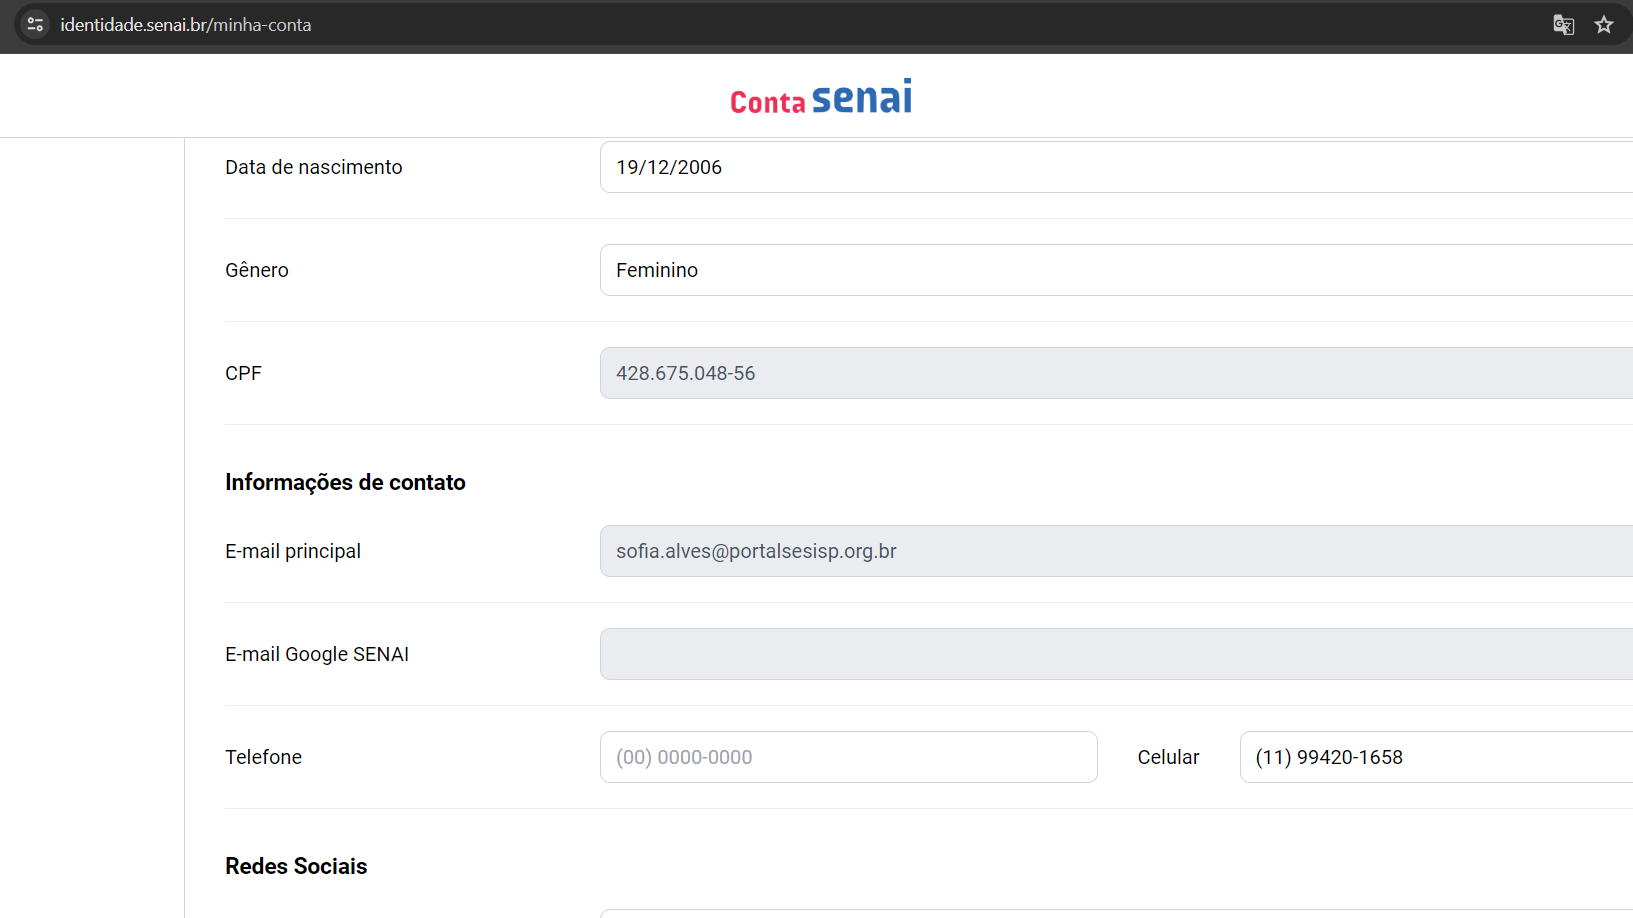 identidade.senai.br/minha-conta
Conta senai
Data de nascimento 19/12/2006
Gênero Feminino
CPF 428.675.048-56
Informações de contato
E-mail principal sofia.alves@portalsesisp.org.br
E-mail Google SENAI
Telefone (00) 0000-0000 Celular (11) 99420-1658
Redes Sociais